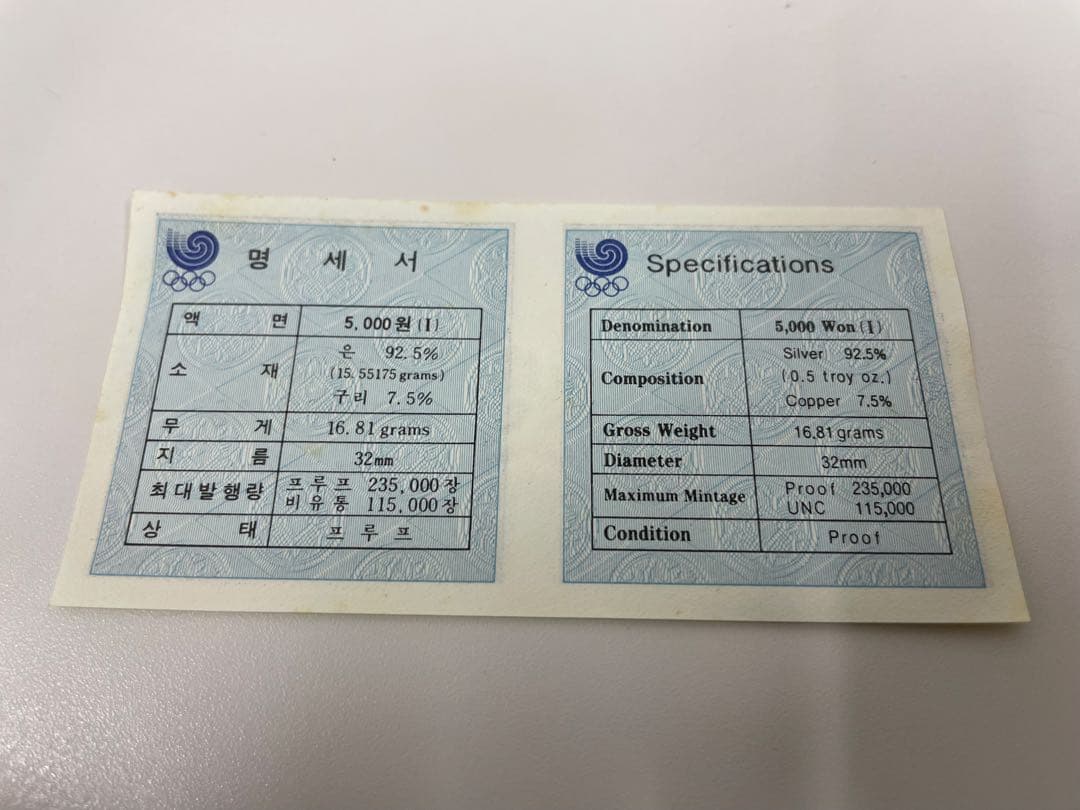 명 세 서
액 면 5,000원(I)
소 재 은 92.5%
(15.55175 grams)
구리 7.5%
무 게 16.81 grams
지 름 32mm
최대발행량 프루프 235,000장
비유통 115,000장
상 태 프 루 프
Specifications
Denomination 5,000 Won (I)
Composition Silver 92.5%
(0.5 troy oz.)
Copper 7.5%
Gross Weight 16.81 grams
Diameter 32mm
Maximum Mintage Proof 235,000
UNC 115,000
Condition Proof